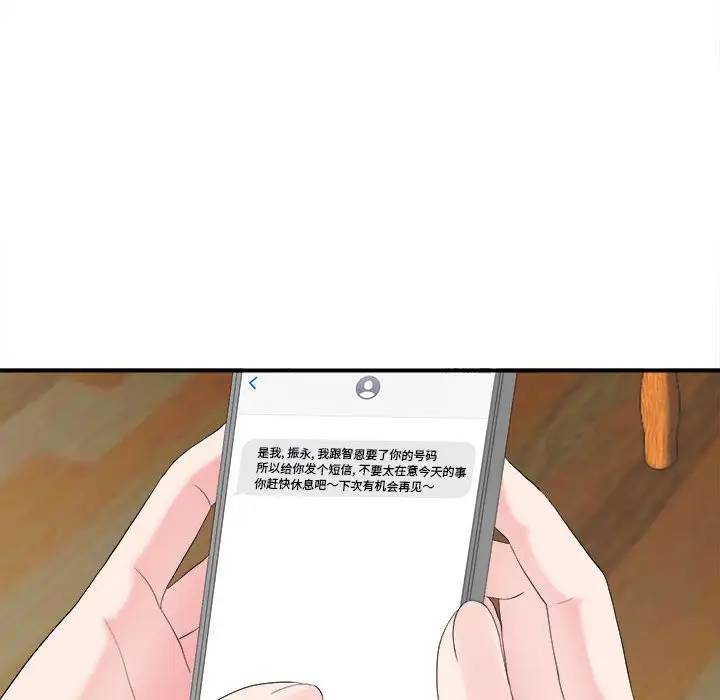 是我, 振永, 我跟智恩要了你的号码
所以给你发个短信, 不要太在意今天的事
你赶快休息吧～下次有机会再见～